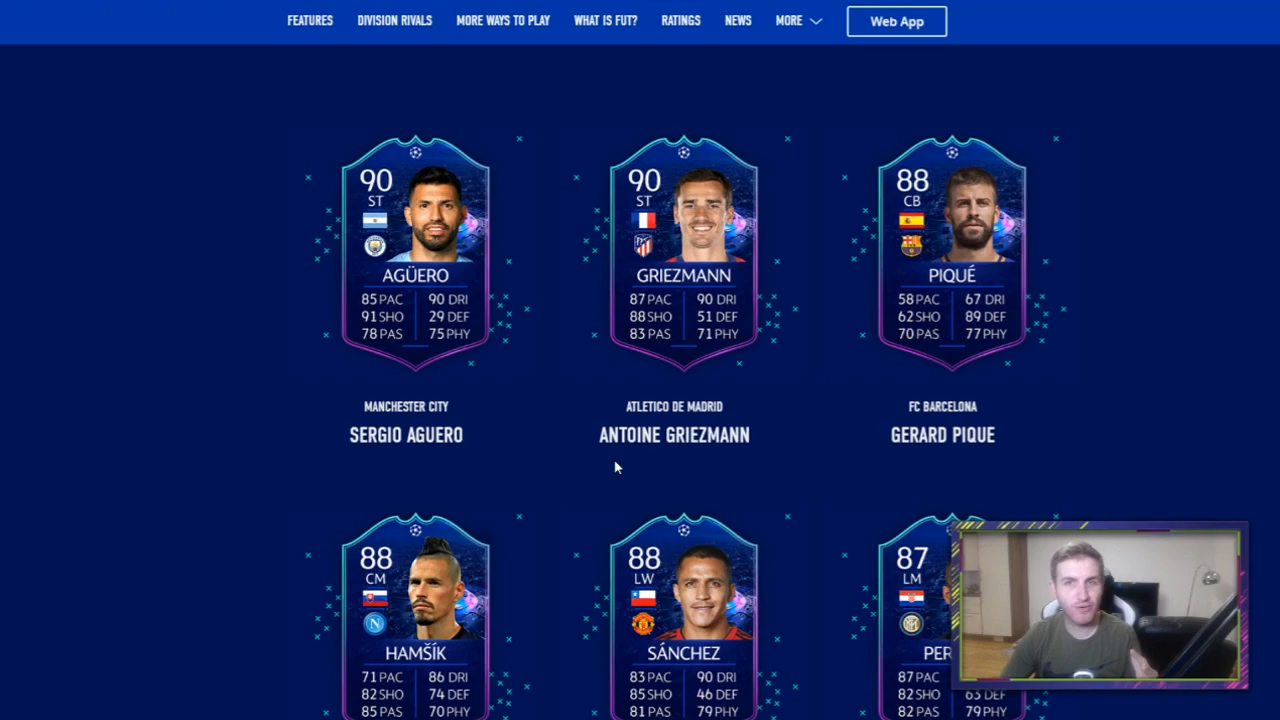 FEATURES DIVISION RIVALS MORE WAYS TO PLAY WHAT IS FUT? RATINGS NEWS MORE Web App
90 ST
AGÜERO
85 PAC 90 DRI
91 SHO 29 DEF
78 PAS 75 PHY
MANCHESTER CITY
SERGIO AGUERO
90 ST
GRIEZMANN
87 PAC 90 DRI
88 SHO 51 DEF
83 PAS 71 PHY
ATLETICO DE MADRID
ANTOINE GRIEZMANN
88 CB
PIQUÉ
58 PAC 67 DRI
62 SHO 89 DEF
70 PAS 77 PHY
FC BARCELONA
GERARD PIQUE
88 CM
HAMŠÍK
71 PAC 86 DRI
82 SHO 74 DEF
85 PAS 70 PHY
88 LW
SÁNCHEZ
83 PAC 90 DRI
85 SHO 46 DEF
81 PAS 79 PHY
87 LM
PER
87 PAC
82 SHO 63 DEF
82 PAS 79 PHY